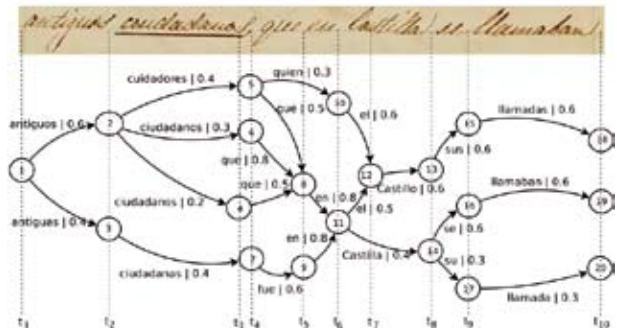 antiguos ciudadanos, que en Castilla se llamaban
cuidadores | 0.4
quien | 0.3
que | 0.5
antiguos | 0.6
ciudadanos | 0.3
el | 0.6
llamadas | 0.6
que | 0.8
sus | 0.6
ciudadanos | 0.2
que | 0.5
en | 0.8
el | 0.5
Castillo | 0.6
llamaban | 0.6
antiguas | 0.4
en | 0.8
se | 0.6
Castilla | 0.4
su | 0.3
ciudadanas | 0.4
fue | 0.6
llamada | 0.3
1 2 3 4 5 6 7 8 9 10 11 12 13 14 15 16 17 18 19 20
t1 t2 t3 t4 t5 t6 t7 t8 t9 t10